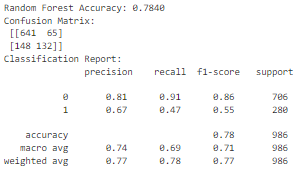 Random Forest Accuracy: 0.7840
Confusion Matrix:
[[641 65]
[148 132]]
Classification Report:
precision recall f1-score support
0 0.81 0.91 0.86 706
1 0.67 0.47 0.55 280
accuracy 0.78 986
macro avg 0.74 0.69 0.71 986
weighted avg 0.77 0.78 0.77 986